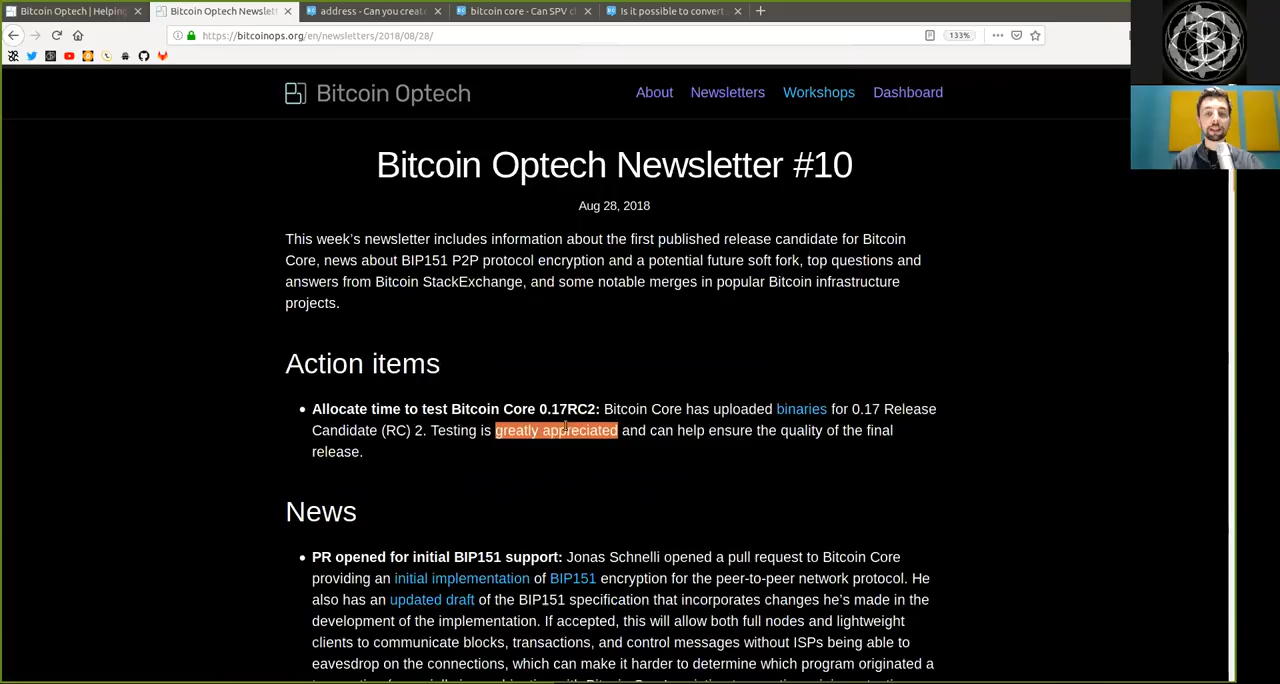 Bitcoin Optech | Helping
Bitcoin Optech Newslett
address - Can you creat
bitcoin core - Can SPV cl
Is it possible to convert
https://bitcoinops.org/en/newsletters/2018/08/28/
133%
Bitcoin Optech
About Newsletters Workshops Dashboard
Bitcoin Optech Newsletter #10
Aug 28, 2018
This week’s newsletter includes information about the first published release candidate for Bitcoin
Core, news about BIP151 P2P protocol encryption and a potential future soft fork, top questions and
answers from Bitcoin StackExchange, and some notable merges in popular Bitcoin infrastructure
projects.
Action items
• Allocate time to test Bitcoin Core 0.17RC2: Bitcoin Core has uploaded binaries for 0.17 Release
Candidate (RC) 2. Testing is greatly appreciated and can help ensure the quality of the final
release.
News
• PR opened for initial BIP151 support: Jonas Schnelli opened a pull request to Bitcoin Core
providing an initial implementation of BIP151 encryption for the peer-to-peer network protocol. He
also has an updated draft of the BIP151 specification that incorporates changes he’s made in the
development of the implementation. If accepted, this will allow both full nodes and lightweight
clients to communicate blocks, transactions, and control messages without ISPs being able to
eavesdrop on the connections, which can make it harder to determine which program originated a